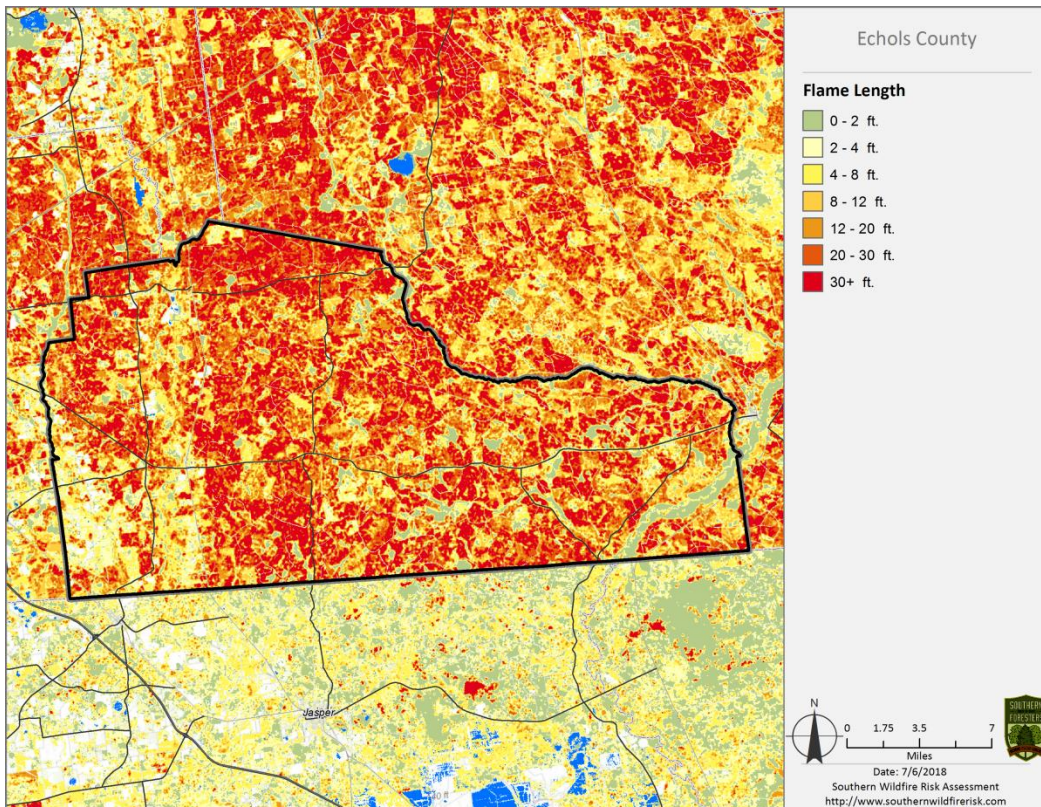 Echols County
Flame Length
0 - 2 ft.
2 - 4 ft.
4 - 8 ft.
8 - 12 ft.
12 - 20 ft.
20 - 30 ft.
30+ ft.
Jasper
N
0 1.75 3.5 7
Miles
SOUTHERN
FORESTERS
Date: 7/6/2018
Southern Wildfire Risk Assessment
http://www.southernwildfirerisk.com